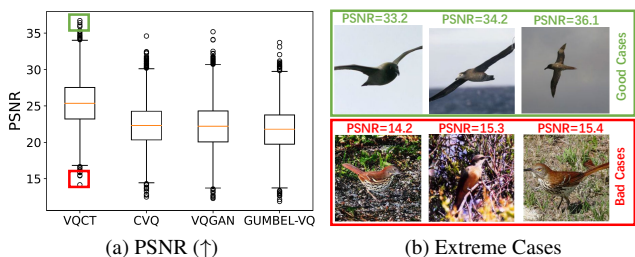 PSNR
35
30
25
20
15
VQCT CVQ VQGAN GUMBEL-VQ
(a) PSNR (↑)
PSNR=33.2 PSNR=34.2 PSNR=36.1
Good Cases
PSNR=14.2 PSNR=15.3 PSNR=15.4
Bad Cases
(b) Extreme Cases